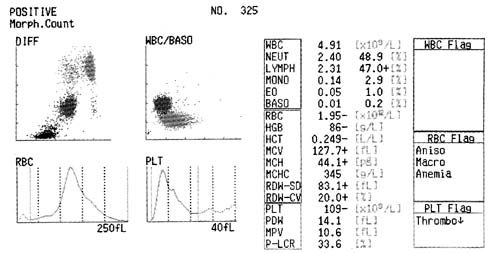 POSITIVE NO. 325
Morph.Count
DIFF WBC/BASO
WBC 4.91 [x10⁹/L] WBC Flag
NEUT 2.40 48.9 [%]
LYMPH 2.31 47.0+ [%]
MONO 0.14 2.9 [%]
EO 0.05 1.0 [%]
BASO 0.01 0.2 [%]
RBC 1.95- [x10¹²/L]
HGB 86- [g/L]
HCT 0.249- [L/L] RBC Flag
MCV 127.7+ [fL] Aniso
MCH 44.1+ [pg] Macro
MCHC 345 [g/L] Anemia
RDW-SD 83.1+ [fL]
RDW-CV 20.0+ [%]
PLT 109- [x10⁹/L] PLT Flag
PDW 14.1 [fL] Thrombo↓
MPV 10.6 [fL]
P-LCR 33.6 [%]
RBC PLT
250fL 40fL